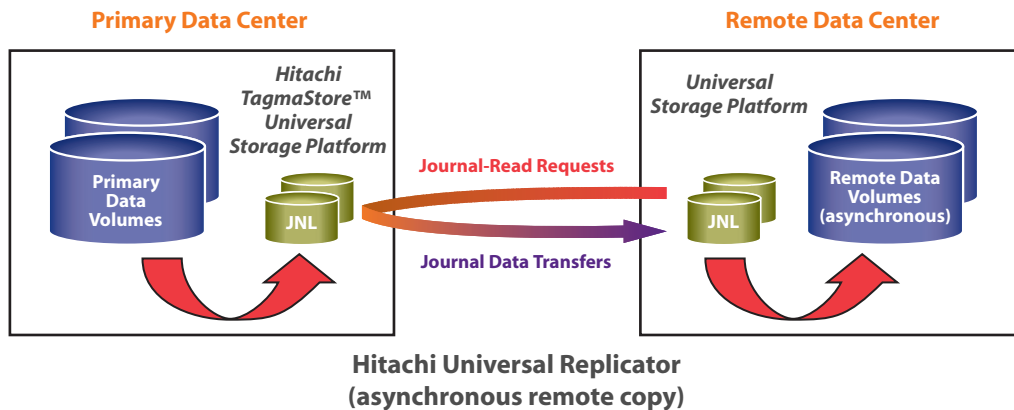 Primary Data Center
Remote Data Center
Hitachi
TagmaStore™
Universal
Storage Platform
Universal
Storage Platform
Primary
Data
Volumes
JNL
Journal-Read Requests
Journal Data Transfers
JNL
Remote Data
Volumes
(asynchronous)
Hitachi Universal Replicator
(asynchronous remote copy)